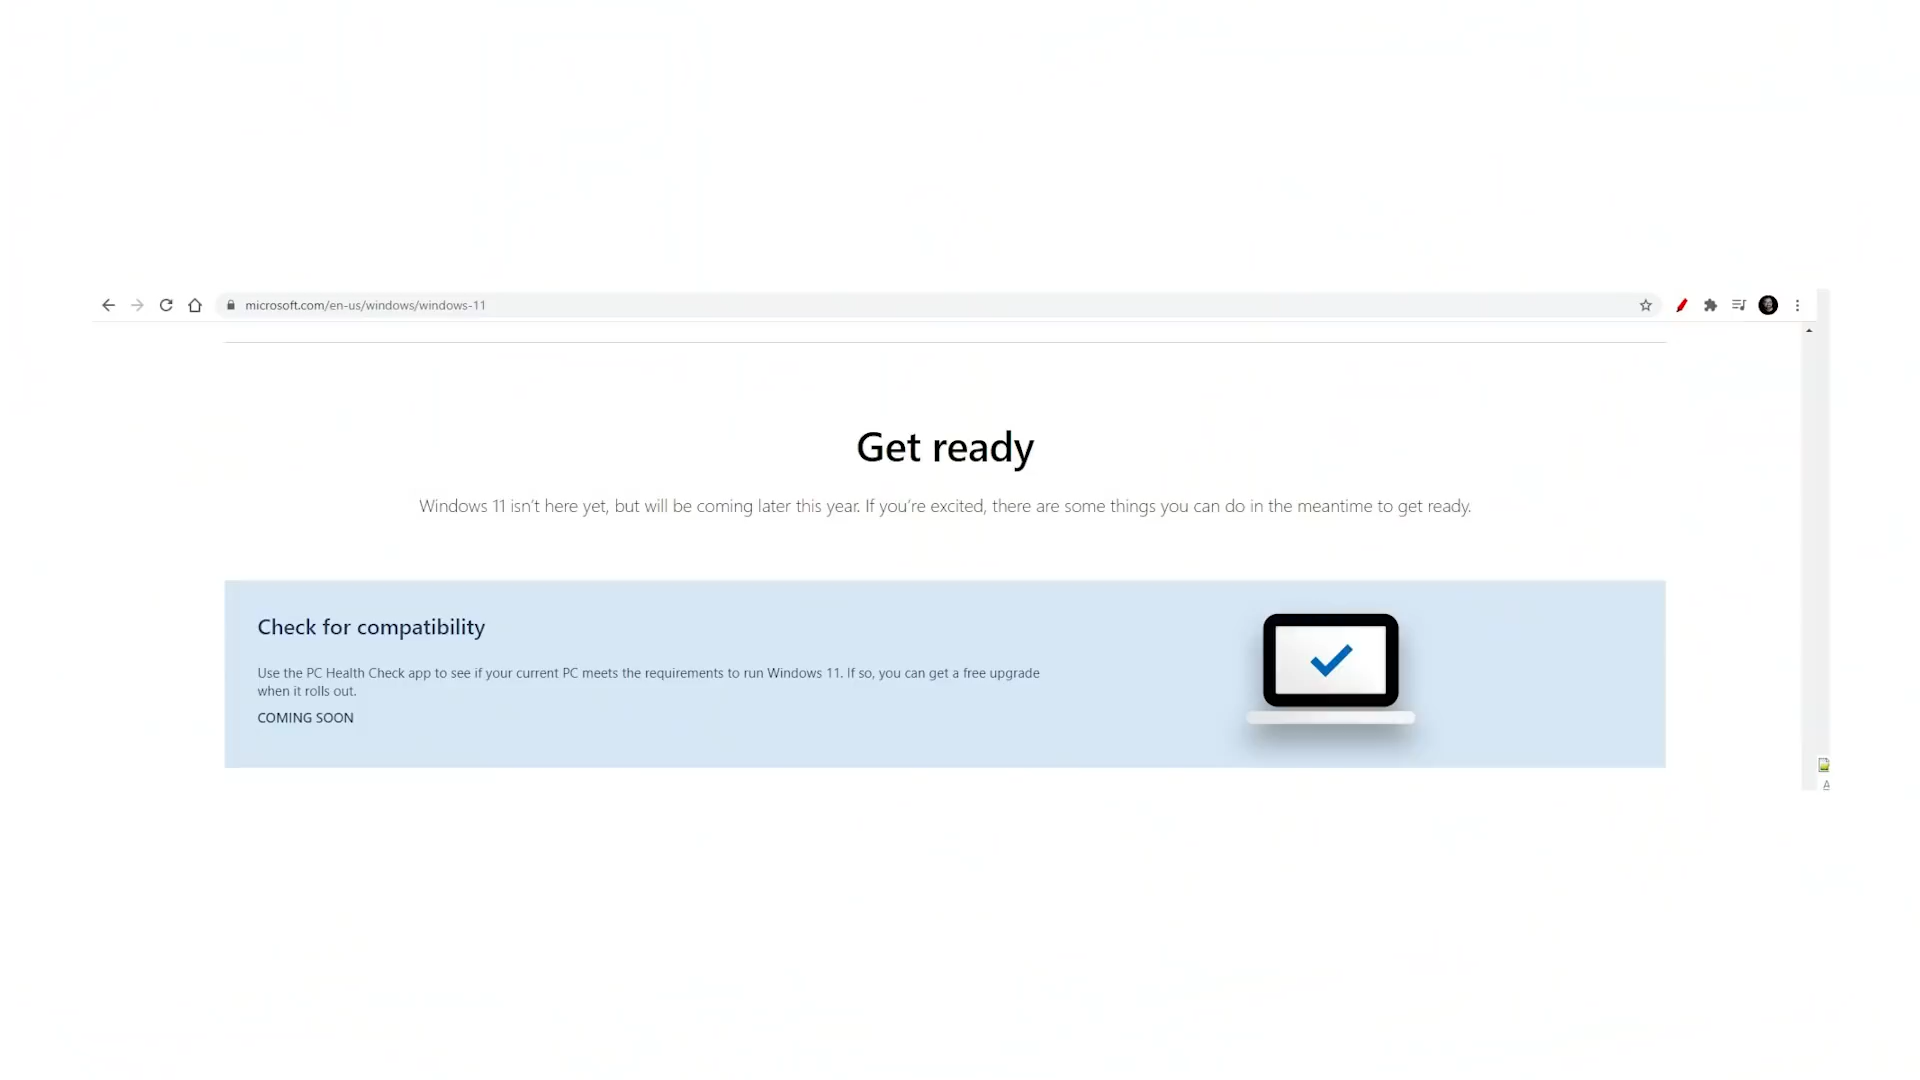 microsoft.com/en-us/windows/windows-11
Get ready
Windows 11 isn't here yet, but will be coming later this year. If you're excited, there are some things you can do in the meantime to get ready.
Check for compatibility
Use the PC Health Check app to see if your current PC meets the requirements to run Windows 11. If so, you can get a free upgrade
when it rolls out.
COMING SOON
A